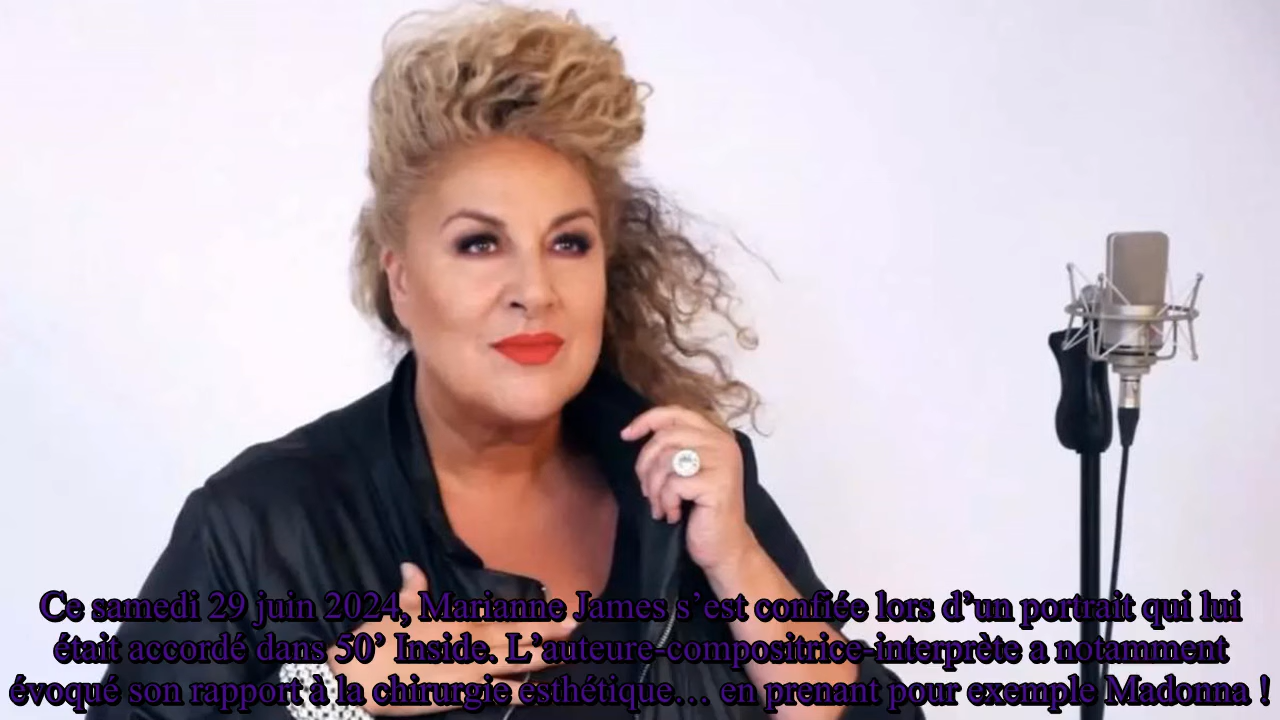 Ce samedi 29 juin 2024, Marianne James s’est confiée lors d’un portrait qui lui
était accordé dans 50’ Inside. L’auteure-compositrice-interprète a notamment
évoqué son rapport à la chirurgie esthétique… en prenant pour exemple Madonna !